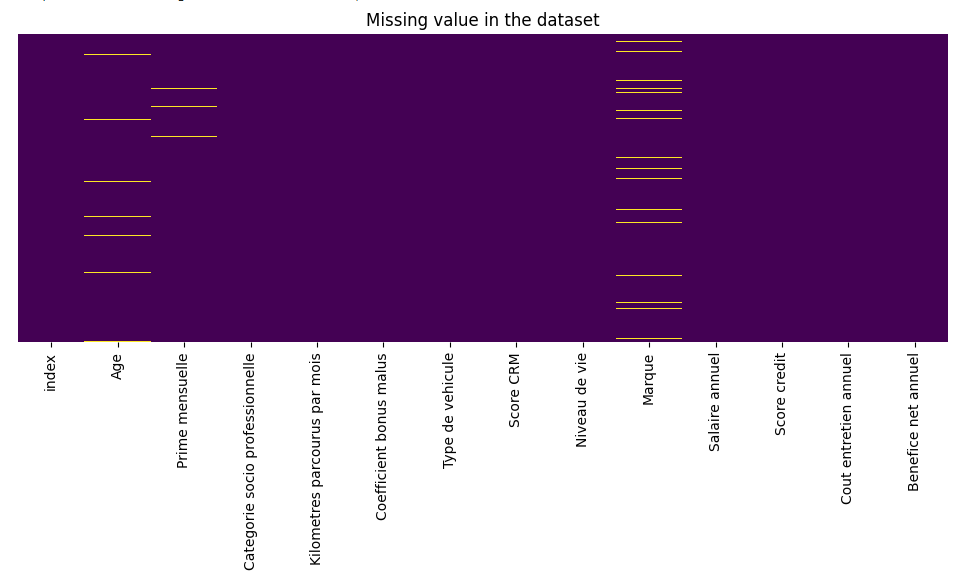 Missing value in the dataset
index
Age
Prime mensuelle
Categorie socio professionnelle
Kilometres parcourus par mois
Coefficient bonus malus
Type de vehicule
Score CRM
Niveau de vie
Marque
Salaire annuel
Score credit
Cout entretien annuel
Benefice net annuel